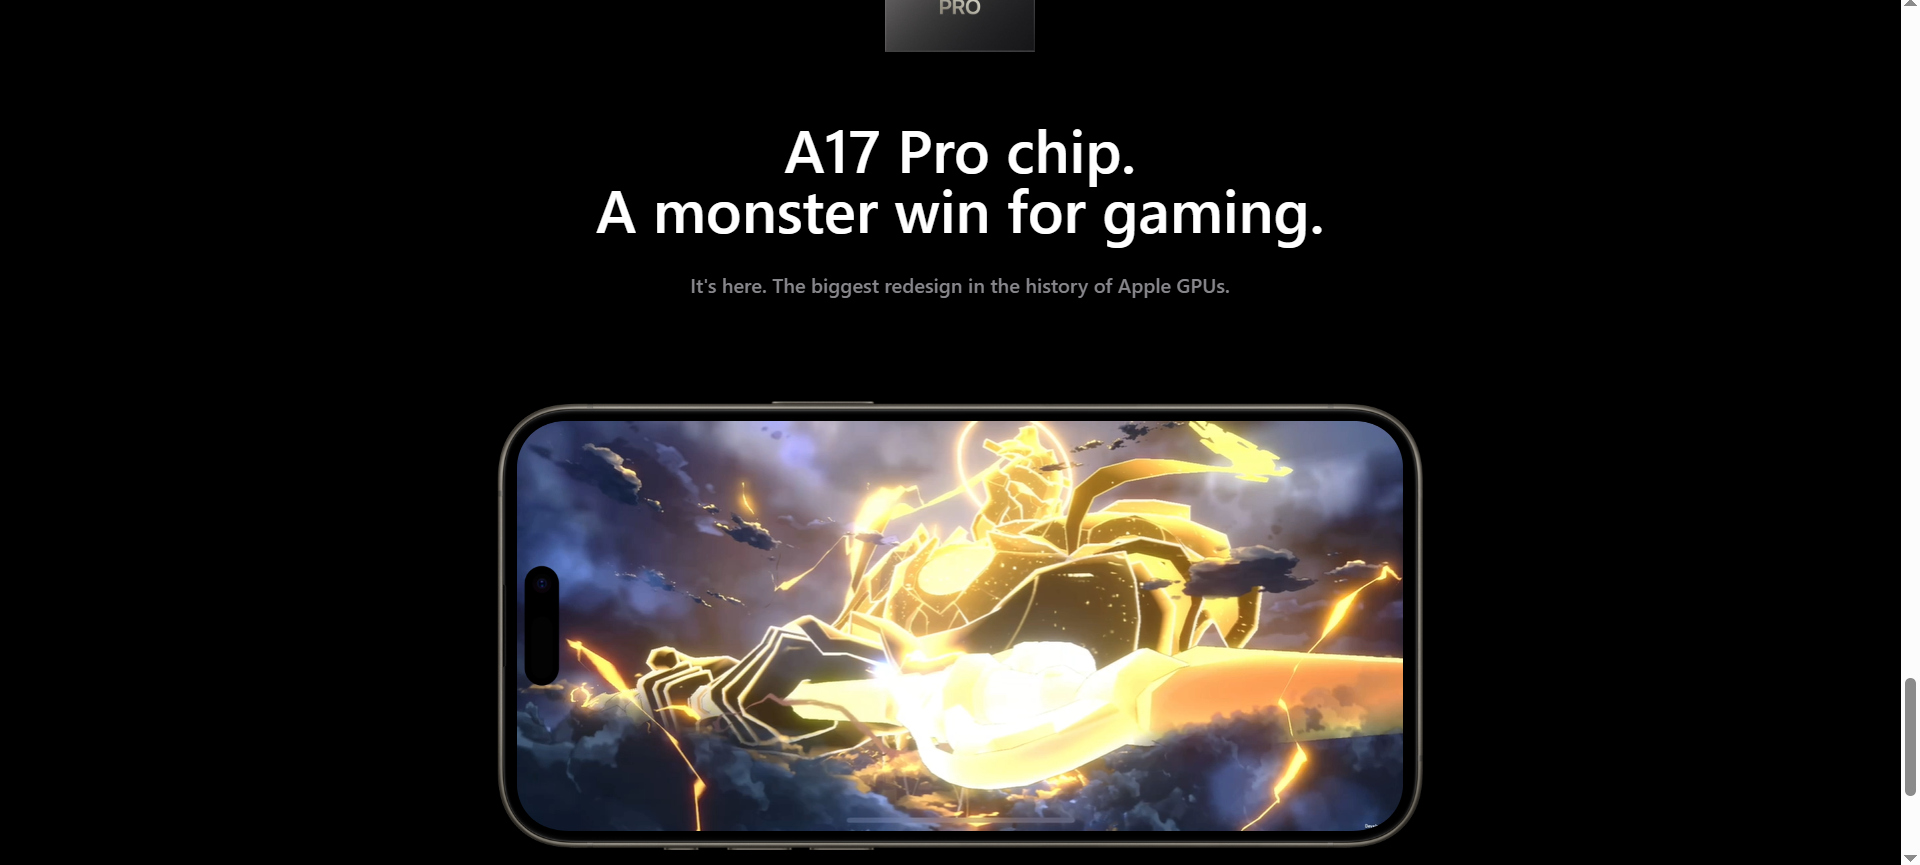 PRO
A17 Pro chip.
A monster win for gaming.
It's here. The biggest redesign in the history of Apple GPUs.